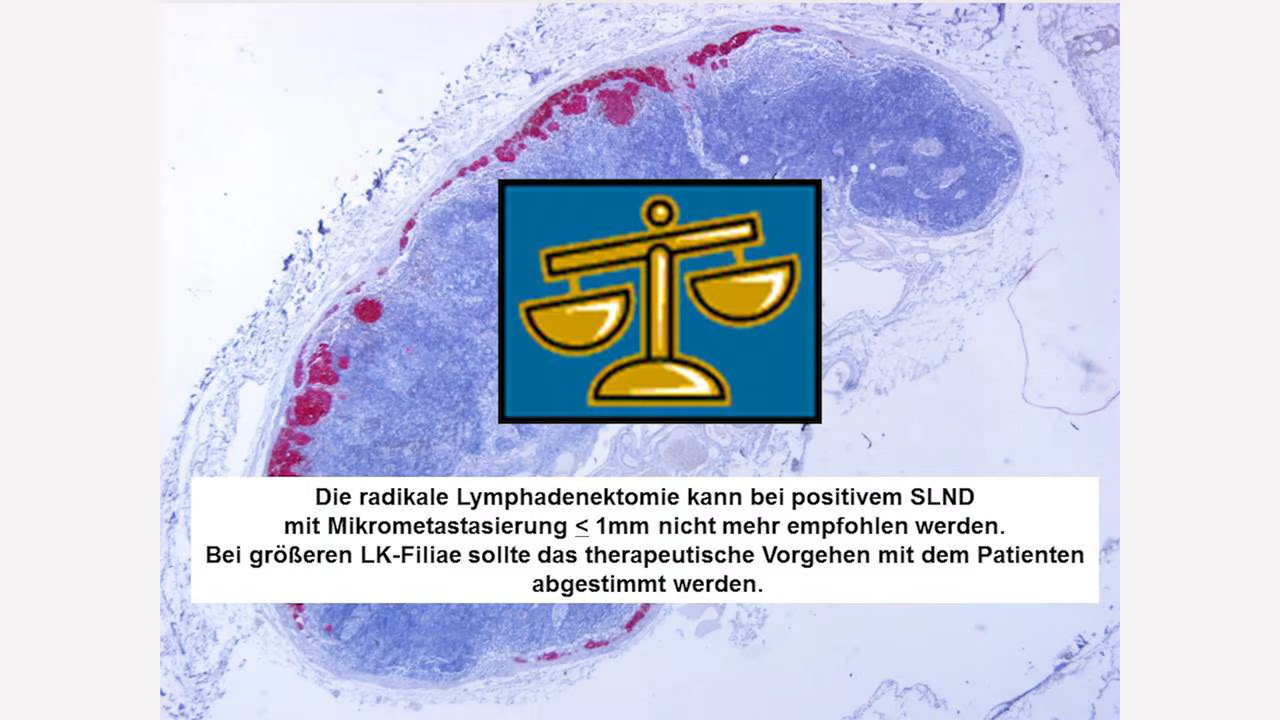 Die radikale Lymphadenektomie kann bei positivem SLND
mit Mikrometastasierung ≤ 1mm nicht mehr empfohlen werden.
Bei größeren LK-Filiae sollte das therapeutische Vorgehen mit dem Patienten
abgestimmt werden.